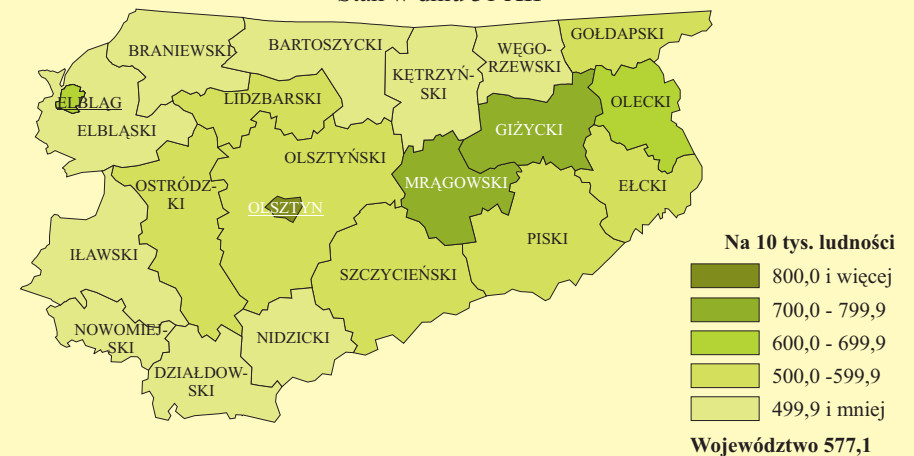 GOŁDAPSKI
BRANIEWSKI
BARTOSZYCKI
WĘGO-
RZEWSKI
KĘTRZYŃ-
SKI
ELBLĄG
LIDZBARSKI
OLECKI
ELBLĄSKI
GIŻYCKI
OLSZTYŃSKI
OSTRÓDZ-
KI
MRĄGOWSKI
EŁCKI
OLSZTYN
IŁAWSKI
PISKI
SZCZYCIEŃSKI
NOWOMIEJ-
SKI
NIDZICKI
DZIAŁDOW-
SKI
Na 10 tys. ludności
800,0 i więcej
700,0 - 799,9
600,0 - 699,9
500,0 -599,9
499,9 i mniej
Województwo 577,1